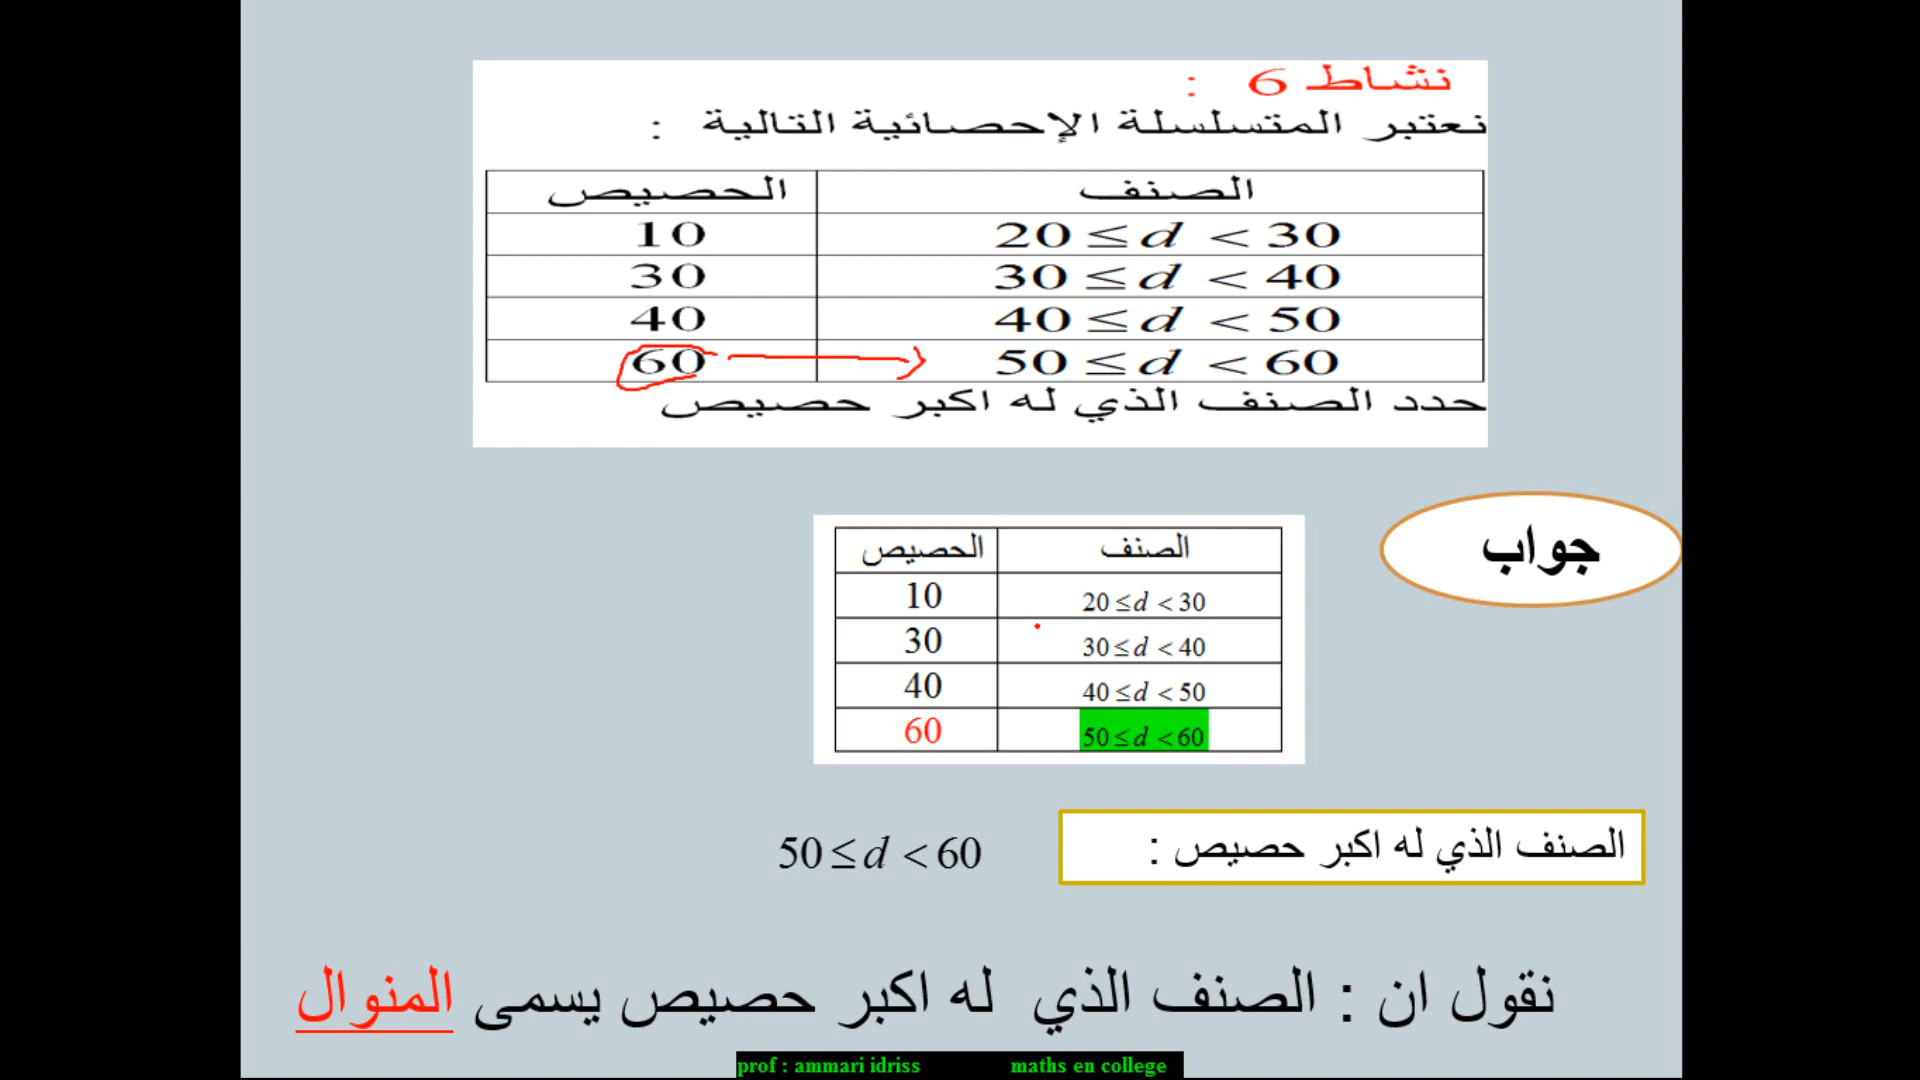 نشاط 6 :
نعتبر المتسلسلة الإحصائية التالية :
الصنف الحصيص
20 ≤ d < 30 10
30 ≤ d < 40 30
40 ≤ d < 50 40
50 ≤ d < 60 60
حدد الصنف الذي له اكبر حصيص
جواب
الصنف الحصيص
20 ≤ d < 30 10
30 ≤ d < 40 30
40 ≤ d < 50 40
50 ≤ d < 60 60
الصنف الذي له اكبر حصيص :
50 ≤ d < 60
نقول ان : الصنف الذي له اكبر حصيص يسمى المنوال
prof : ammari idriss maths en college